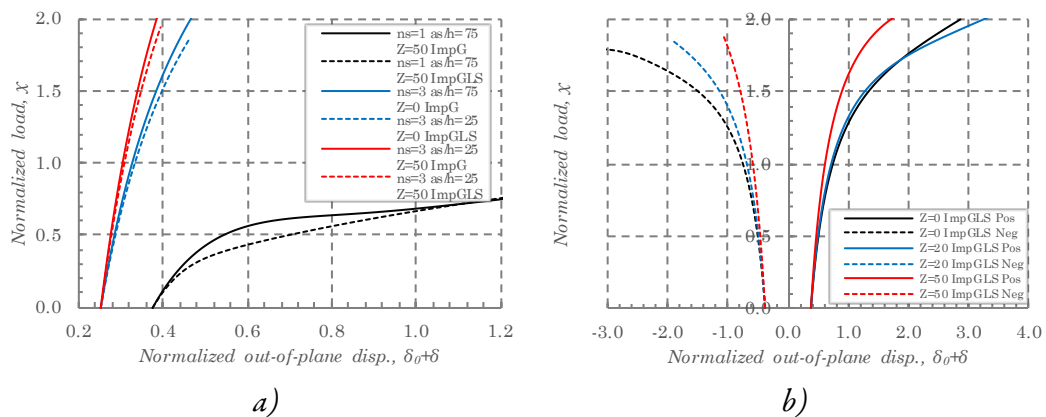 2.0
1.5
1.0
0.5
0.0
Normalized load, x
0.2
0.4
0.6
0.8
1.0
1.2
Normalized out-of-plane disp., δ0+δ
ns=1 as/h=75
Z=50 ImpG
ns=1 as/h=75
Z=50 ImpGLS
ns=3 as/h=75
Z=0 ImpG
ns=3 as/h=25
Z=0 ImpGLS
ns=3 as/h=25
Z=50 ImpG
ns=3 as/h=25
Z=50 ImpGLS
a)
2.0
1.5
1.0
0.5
0.0
Normalized load, x
-3.0
-2.0
-1.0
0.0
1.0
2.0
3.0
4.0
Normalized out-of-plane disp., δ0+δ
Z=0 ImpGLS Pos
Z=0 ImpGLS Neg
Z=20 ImpGLS Pos
Z=20 ImpGLS Neg
Z=50 ImpGLS Pos
Z=50 ImpGLS Neg
b)